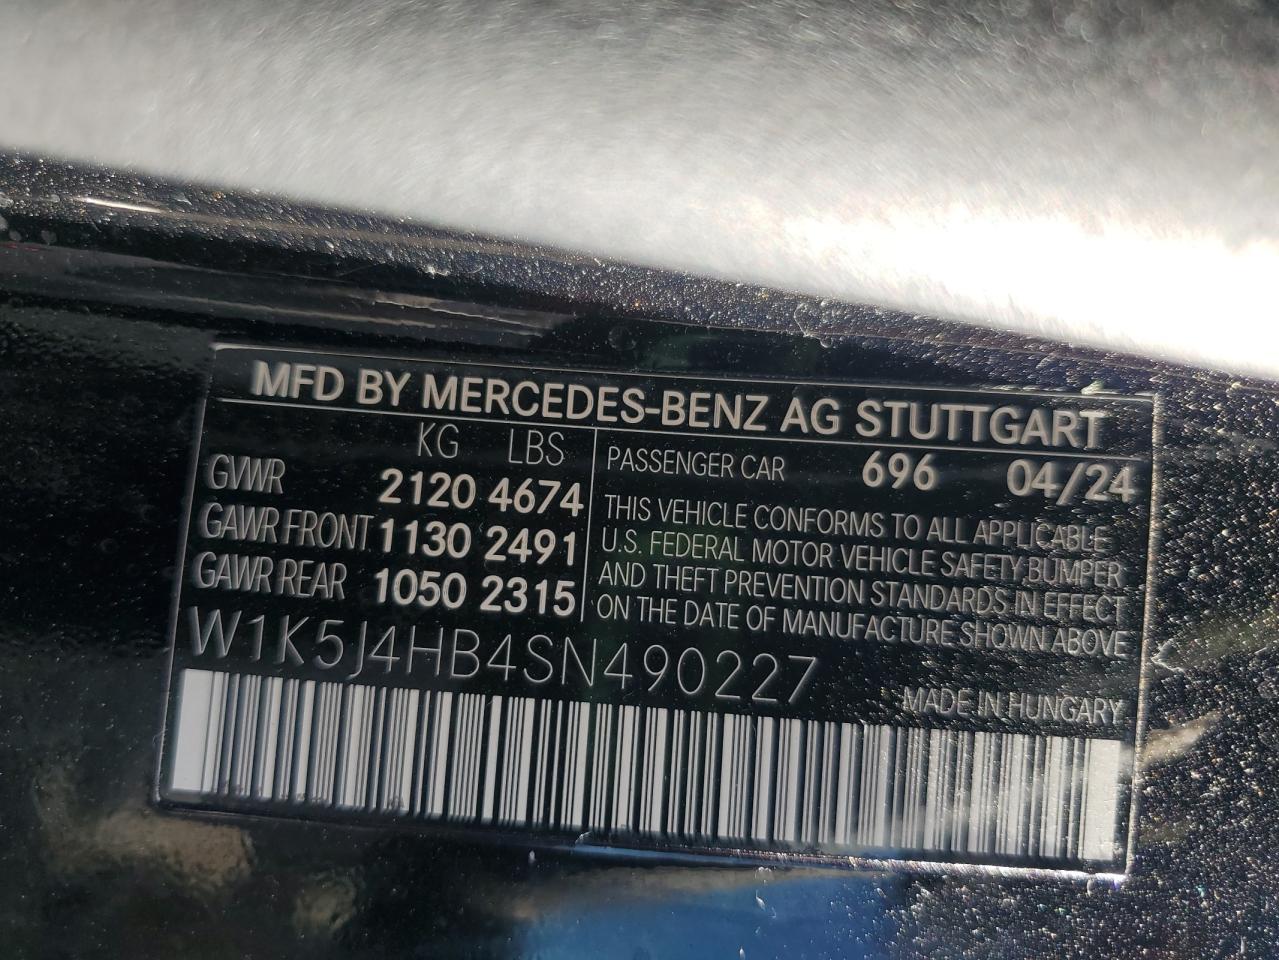 MFD BY MERCEDES-BENZ AG STUTTGART
KG LBS
GVWR 2120 4674
GAWR FRONT 1130 2491
GAWR REAR 1050 2315
PASSENGER CAR 696 04/24
THIS VEHICLE CONFORMS TO ALL APPLICABLE
U.S. FEDERAL MOTOR VEHICLE SAFETY,BUMPER
AND THEFT PREVENTION STANDARDS IN EFFECT
ON THE DATE OF MANUFACTURE SHOWN ABOVE
W1K5J4HB4SN490227
MADE IN HUNGARY